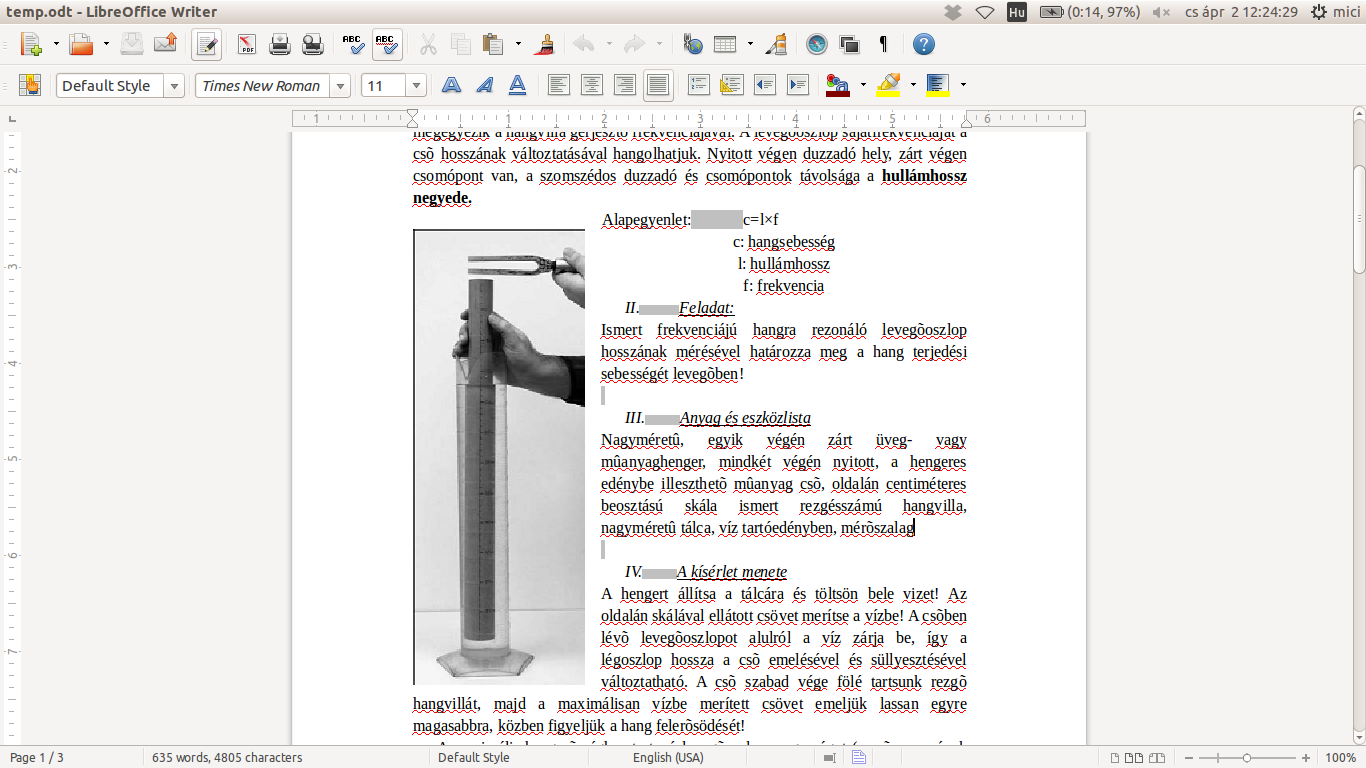 temp.odt - LibreOffice Writer
Hu (0:14, 97%) cs ápr 2 12:24:29 mici
Default Style Times New Roman 11
1 1 2 3 4 5 6
megegyezik a hangvilla gerjesztő frekvenciájával. A levegõoszlop sajátfrekvenciáját a
csõ hosszának változtatásával hangolhatjuk. Nyitott végen duzzadó hely, zárt végen
csomópont van, a szomszédos duzzadó és csomópontok távolsága a hullámhossz
negyede.
Alapegyenlet: c=l×f
c: hangsebesség
l: hullámhossz
f: frekvencia
II. Feladat:
Ismert frekvenciájú hangra rezonáló levegõoszlop
hosszának mérésével határozza meg a hang terjedési
sebességét levegõben!
III. Anyag és eszközlista
Nagyméretû, egyik végén zárt üveg- vagy
mûanyaghenger, mindkét végén nyitott, a hengeres
edénybe illeszthetõ mûanyag csõ, oldalán centiméteres
beosztású skála ismert rezgésszámú hangvilla,
nagyméretû tálca, víz tartóedényben, mérõszalag
IV. A kísérlet menete
A hengert állítsa a tálcára és töltsön bele vizet! Az
oldalán skálával ellátott csövet merítse a vízbe! A csõben
lévõ levegõoszlopot alulról a víz zárja be, így a
légoszlop hossza a csõ emelésével és süllyesztésével
változtatható. A csõ szabad vége fölé tartsunk rezgõ
hangvillát, majd a maximálisan vízbe merített csövet emeljük lassan egyre
magasabbra, közben figyeljük a hang felerõsödését!
Page 1 / 3 635 words, 4805 characters Default Style English (USA) 100%